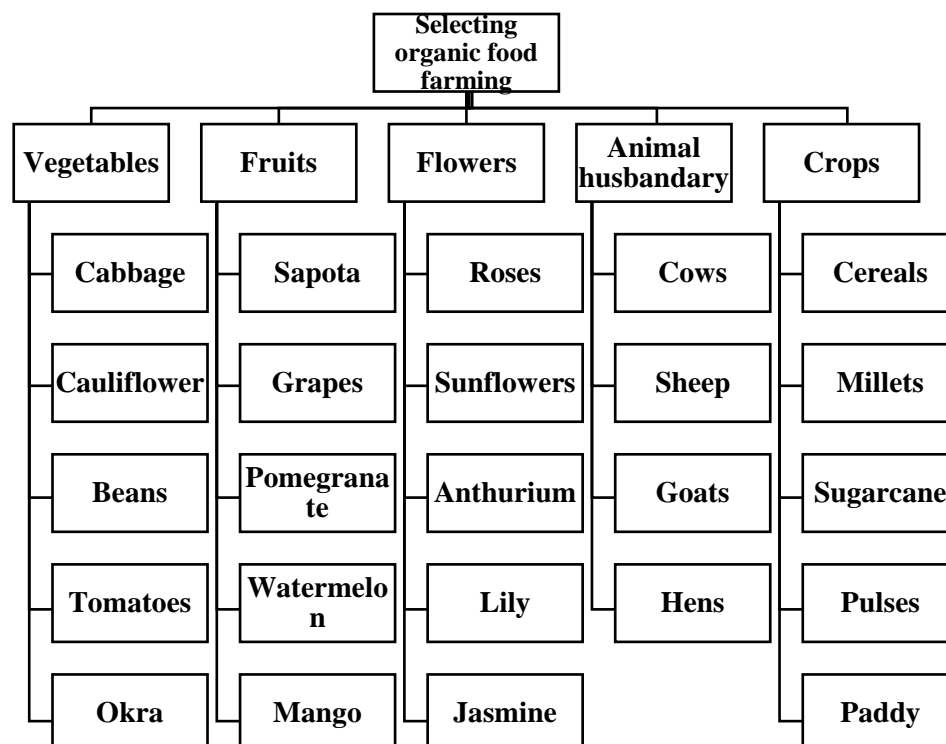 Selecting
organic food
farming
Vegetables
Fruits
Flowers
Animal
husbandary
Crops
Cabbage
Sapota
Roses
Cows
Cereals
Cauliflower
Grapes
Sunflowers
Sheep
Millets
Beans
Pomegrana
te
Anthurium
Goats
Sugarcane
Tomatoes
Watermelo
n
Lily
Hens
Pulses
Okra
Mango
Jasmine
Paddy